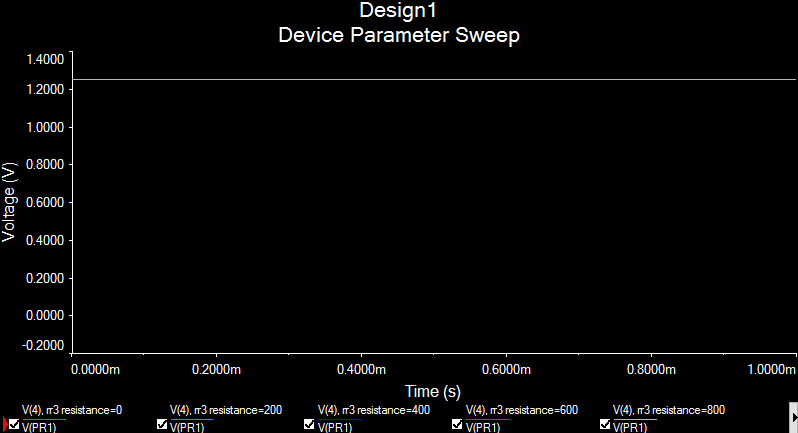 Design1
Device Parameter Sweep
1.4000
1.2000
1.0000
0.8000
0.6000
0.4000
0.2000
0.0000
-0.2000
Voltage (V)
0.0000m 0.2000m 0.4000m 0.6000m 0.8000m 1.0000m
Time (s)
V(4), rr3 resistance=0 V(4), rr3 resistance=200 V(4), rr3 resistance=400 V(4), rr3 resistance=600 V(4), rr3 resistance=800
V(PR1) V(PR1) V(PR1) V(PR1) V(PR1)